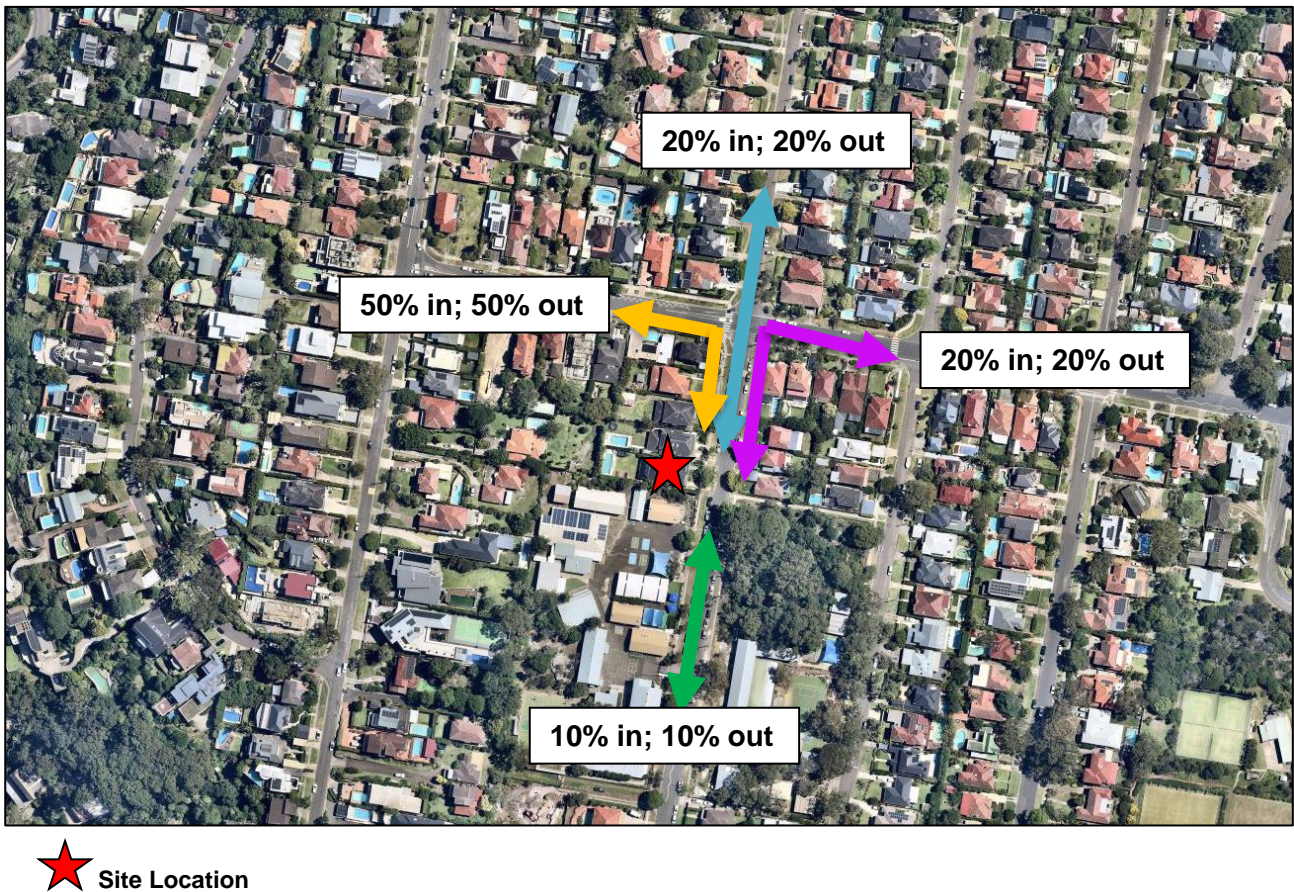 20% in; 20% out
50% in; 50% out
20% in; 20% out
10% in; 10% out
Site Location